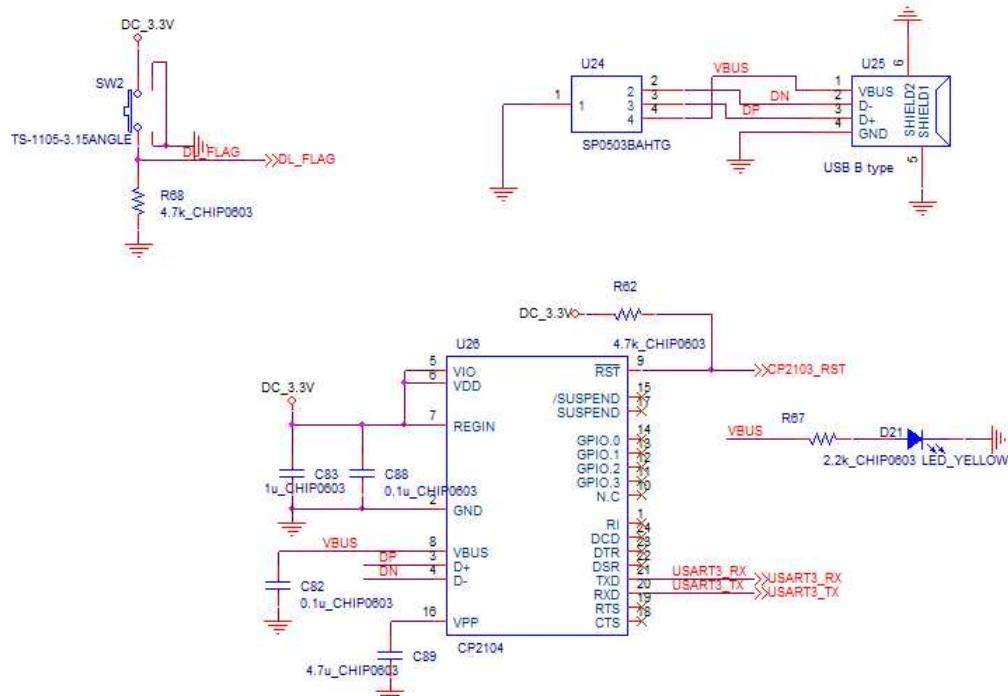 DC_3.3V
SW2
TS-1105-3.15ANGLE
DL_FLAG
DL_FLAG
R68
4.7k_CHIP0603
U24
1
1
2
3
4
2
3
4
SP0503BAHTG
VBUS
DN
DP
U25
1
2
3
4
VBUS
D-
D+
GND
SHIELD2
SHIELD1
6
5
USB B type
R62
DC_3.3V
4.7k_CHIP0603
CP2103_RST
U26
DC_3.3V
C83
1u_CHIP0603
C88
0.1u_CHIP0603
VBUS
DP
DN
C82
0.1u_CHIP0603
C89
4.7u_CHIP0603
5
6
7
2
8
3
4
16
VIO
VDD
REGIN
GND
VBUS
D+
D-
VPP
RST
/SUSPEND
SUSPEND
GPIO.0
GPIO.1
GPIO.2
GPIO.3
N.C
RI
DCD
DTR
DSR
TXD
RXD
RTS
CTS
9
15
17
14
13
12
11
10
1
24
23
22
21
20
19
18
CP2104
USART3_RX
USART3_RX
USART3_TX
USART3_TX
VBUS
R67
2.2k_CHIP0603
D21
LED_YELLOW